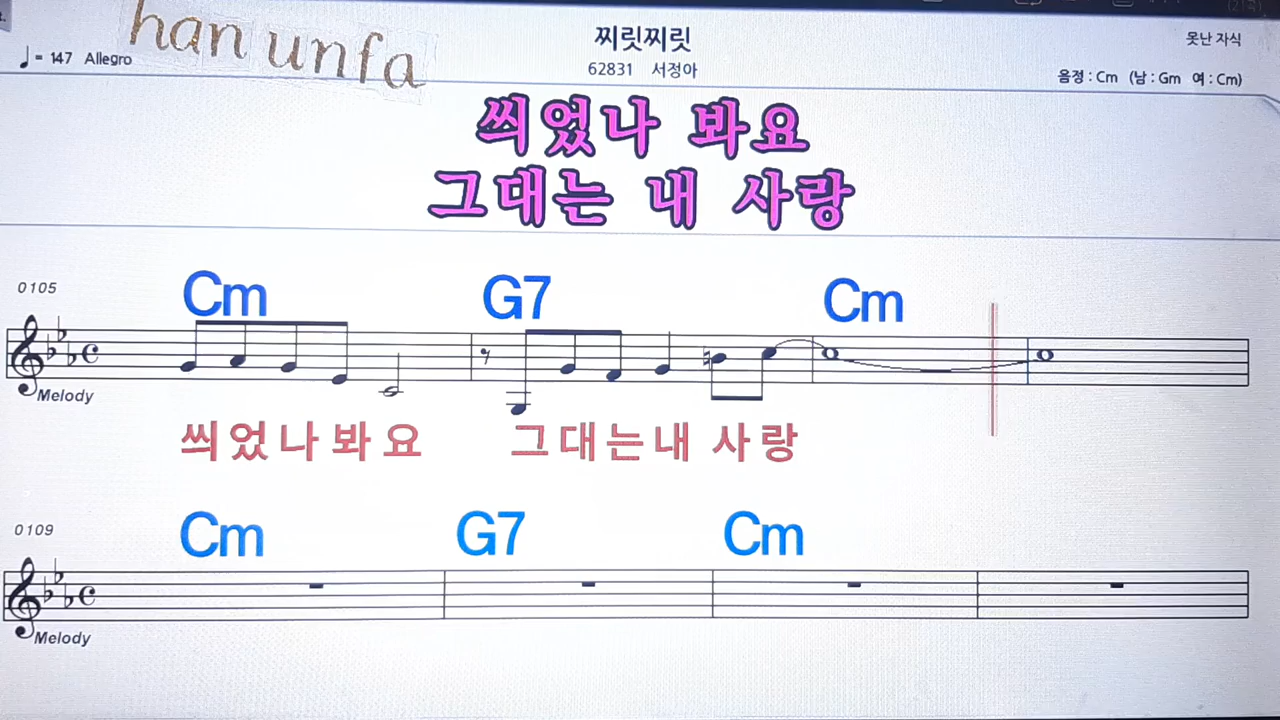 han unfa
♩ = 147 Allegro
찌릿찌릿
62831 서정아
못난 자식
음정 : Cm (남 : Gm 여 : Cm)
씌었나 봐요
그대는 내 사랑
0105
Cm G7 Cm
Melody
씌었나봐요 그대는내 사랑
0109
Cm G7 Cm
Melody